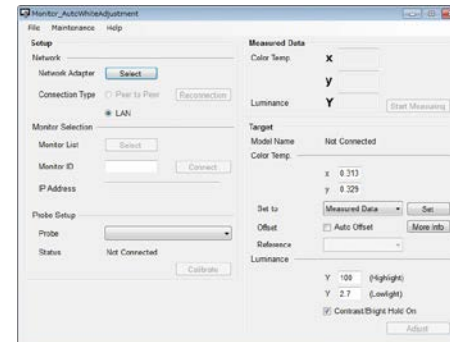 Monitor_AutoWhiteAdjustment
File Maintenance Help
Setup
Network
Network Adapter Select
Connection Type Peer to Peer Reconnection
LAN
Monitor Selection
Monitor List Select
Monitor ID Connect
IP Address
Probe Setup
Probe
Status Not Connected
Calibrate
Measured Data
Color Temp. x
y
Luminance Y Start Measuring
Target
Model Name Not Connected
Color Temp.
x 0.313
y 0.329
Set to Measured Data Set
Offset Auto Offset More info
Reference
Luminance
Y 100 (Highlight)
Y 2.7 (Lowlight)
Contrast/Bright Hold On
Adjust